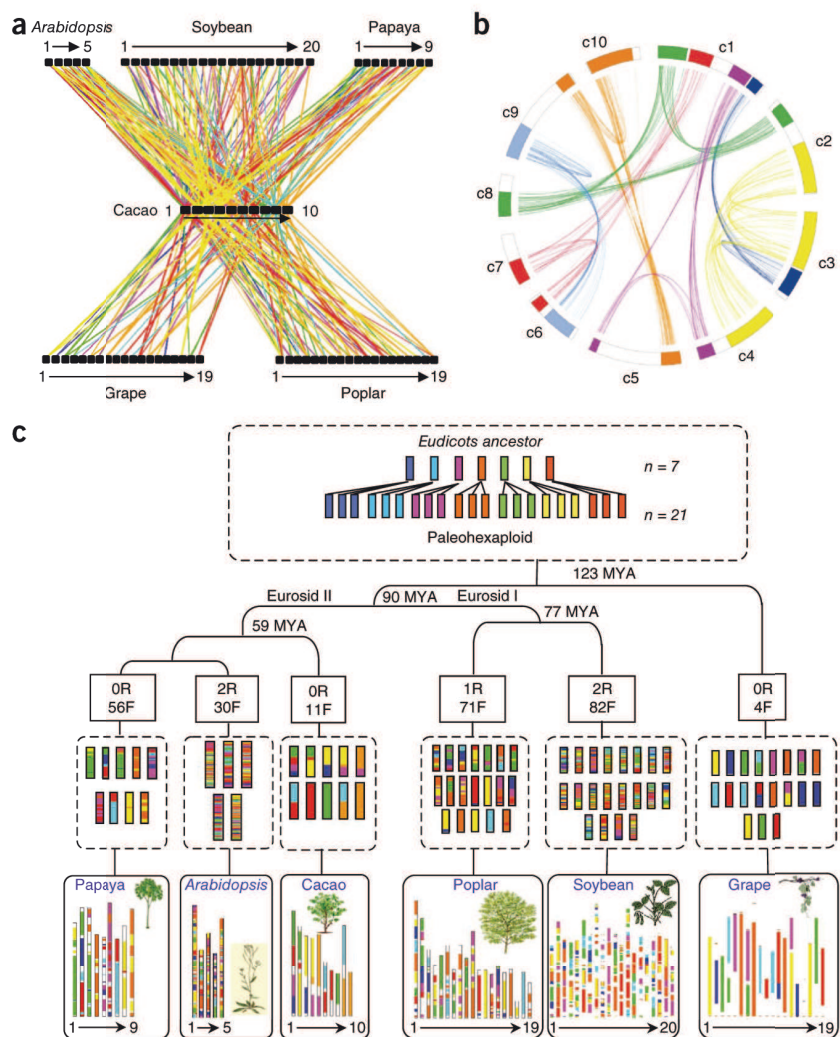 a
Arabidopsis Soybean Papaya
1 5 1 20 1 9
Cacao 1 10
1 19 1 19
Grape Poplar
b
c1
c2
c3
c4
c5
c6
c7
c8
c9
c10
c
Eudicots ancestor
n = 7
n = 21
Paleohexaploid
123 MYA
Eurosid II 90 MYA Eurosid I
59 MYA 77 MYA
0R 2R 0R 1R 2R 0R
56F 30F 11F 71F 82F 4F
Papaya Arabidopsis Cacao Poplar Soybean Grape
1 9 1 5 1 10 1 19 1 20 1 19